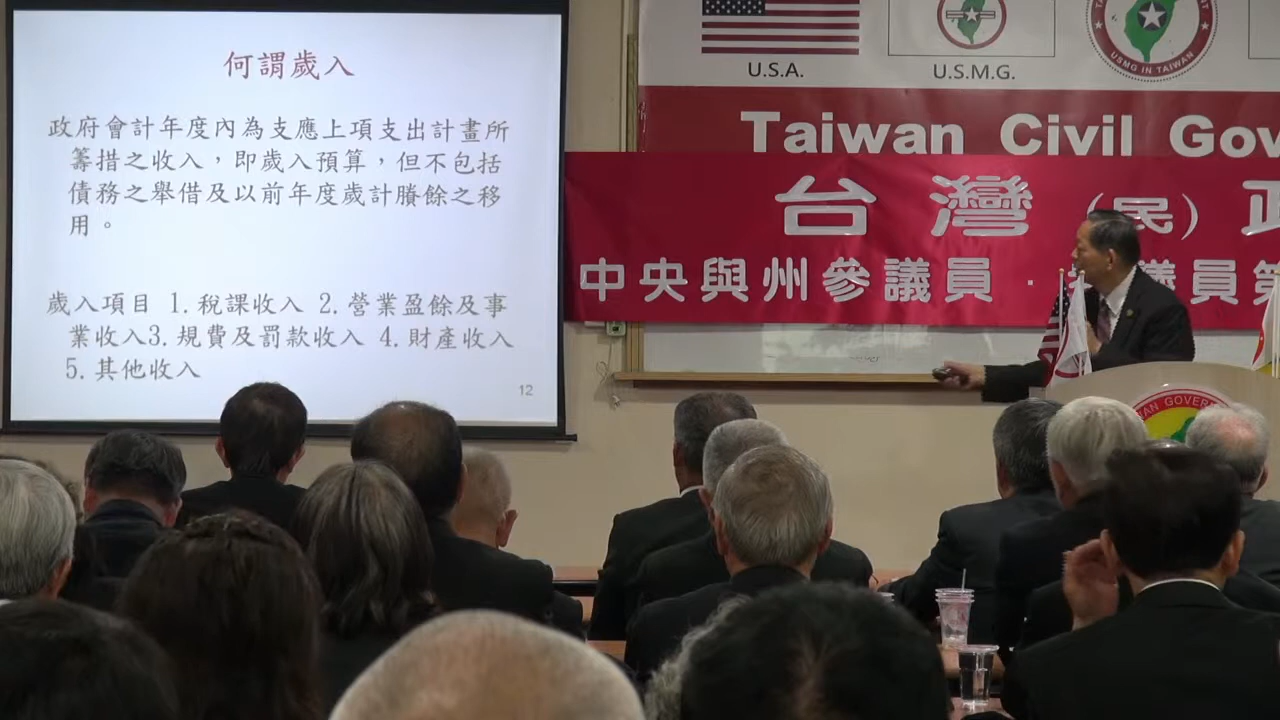 何謂歲入
政府會計年度內為支應上項支出計畫所
籌措之收入，即歲入預算，但不包括
債務之舉借及以前年度歲計賸餘之移
用。
歲入項目 1. 稅課收入 2. 營業盈餘及事
業收入3. 規費及罰款收入 4. 財產收入
5. 其他收入
12
U.S.A.
U.S.M.G.
USMG IN TAIWAN
Taiwan Civil Gov
台灣（民）政
中央與州參議員．
議員第
GOVER